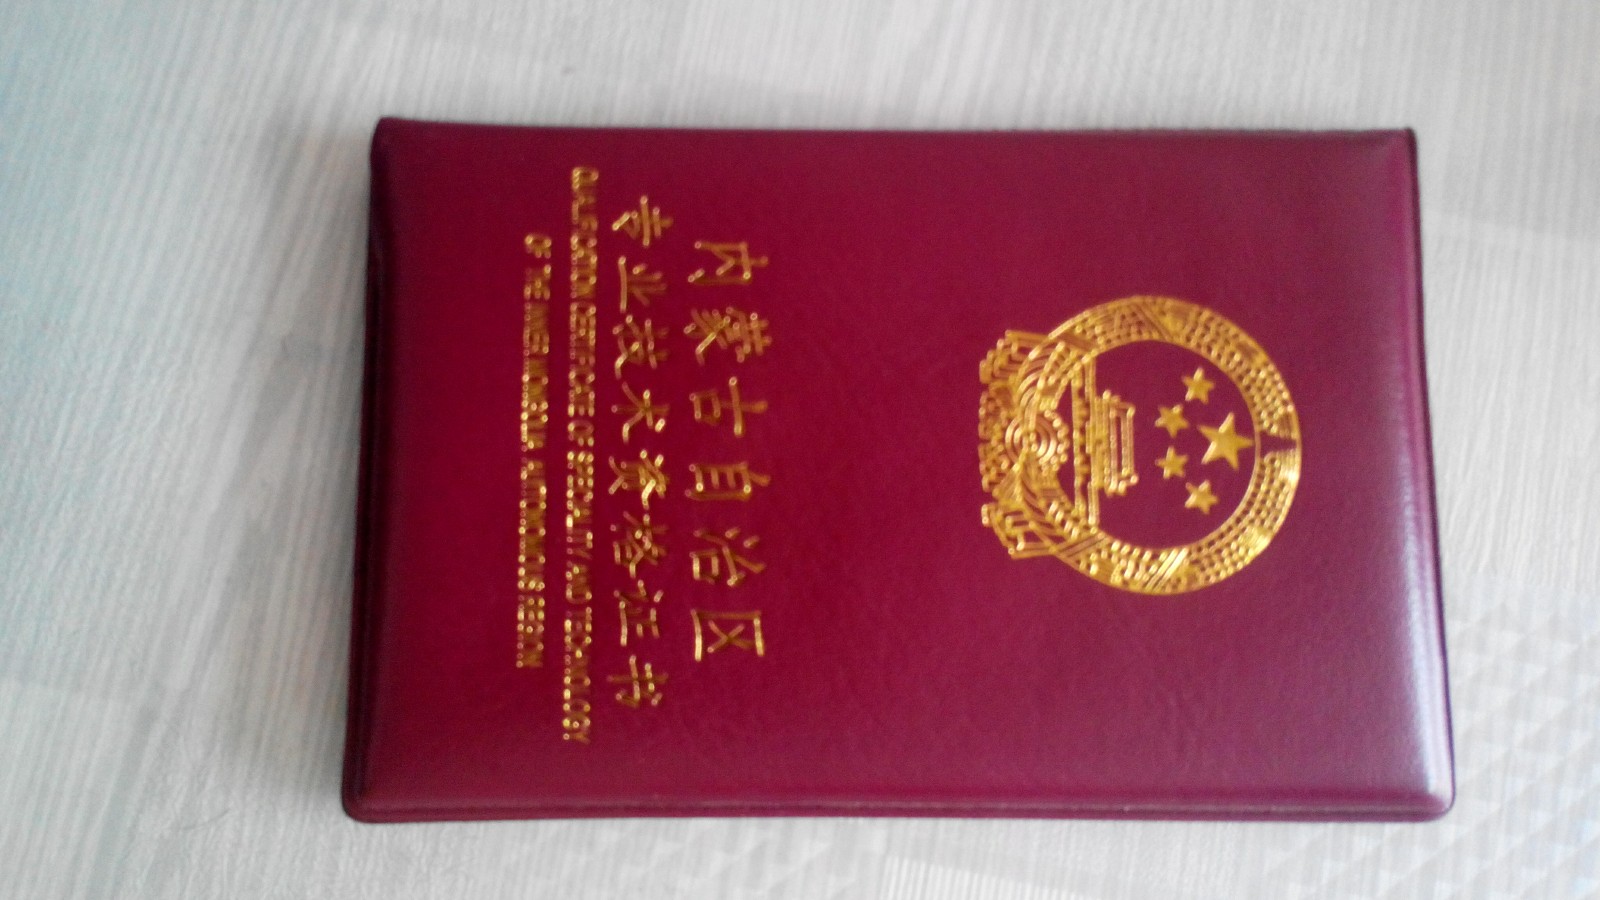 内蒙古自治区
专业技术资格证书
QUALIFICATION CERTIFICATE OF SPECIALITY AND TECHNOLOGY
OF THE INNER MONGOLIA AUTONOMOUS REGION